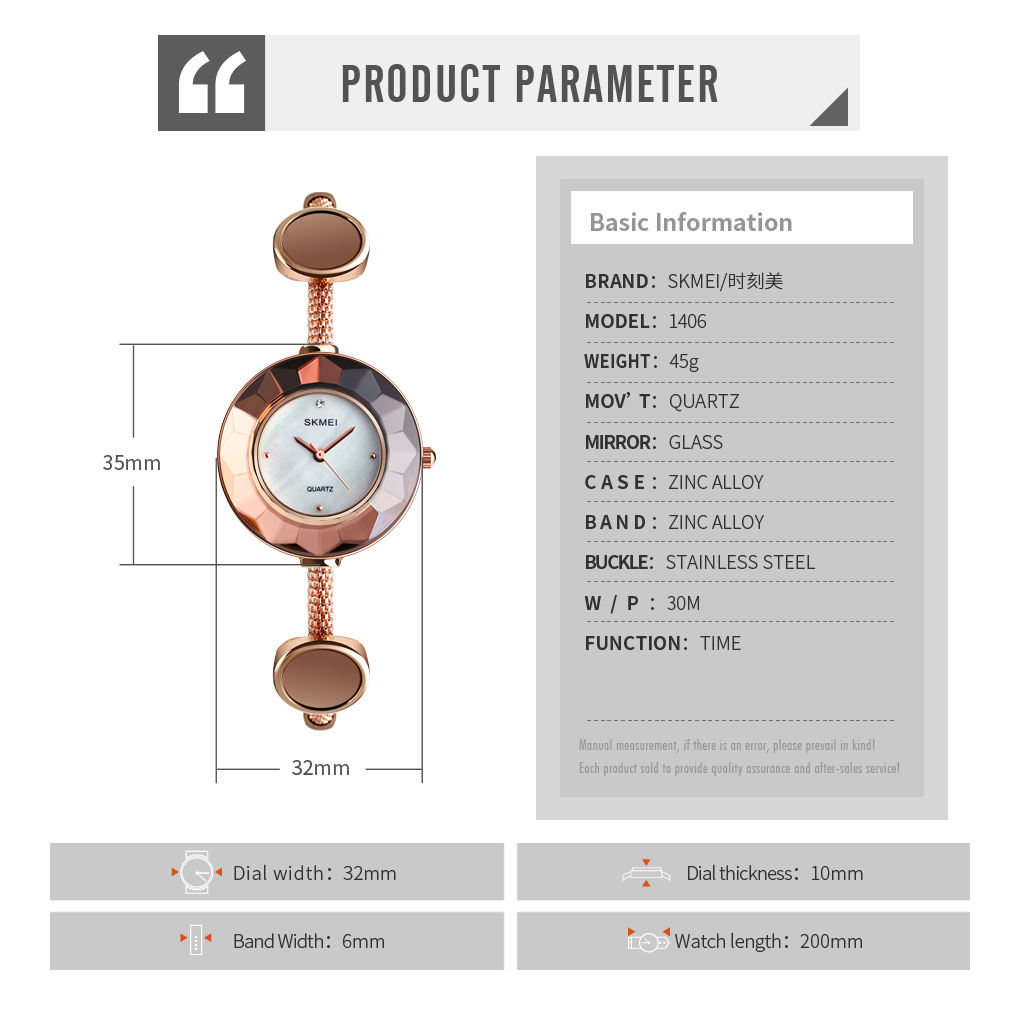 PRODUCT PARAMETER
Basic Information
BRAND: SKMEI/时刻美
MODEL: 1406
WEIGHT: 45g
MOV’ T: QUARTZ
MIRROR: GLASS
CASE: ZINC ALLOY
BAND: ZINC ALLOY
BUCKLE: STAINLESS STEEL
W / P : 30M
FUNCTION: TIME
Manual measurement, if there is an error, please prevail in kind!
Each product sold to provide quality assurance and after-sales service!
SKMEI
QUARTZ
35mm
32mm
Dial width: 32mm
Dial thickness: 10mm
Band Width: 6mm
Watch length: 200mm